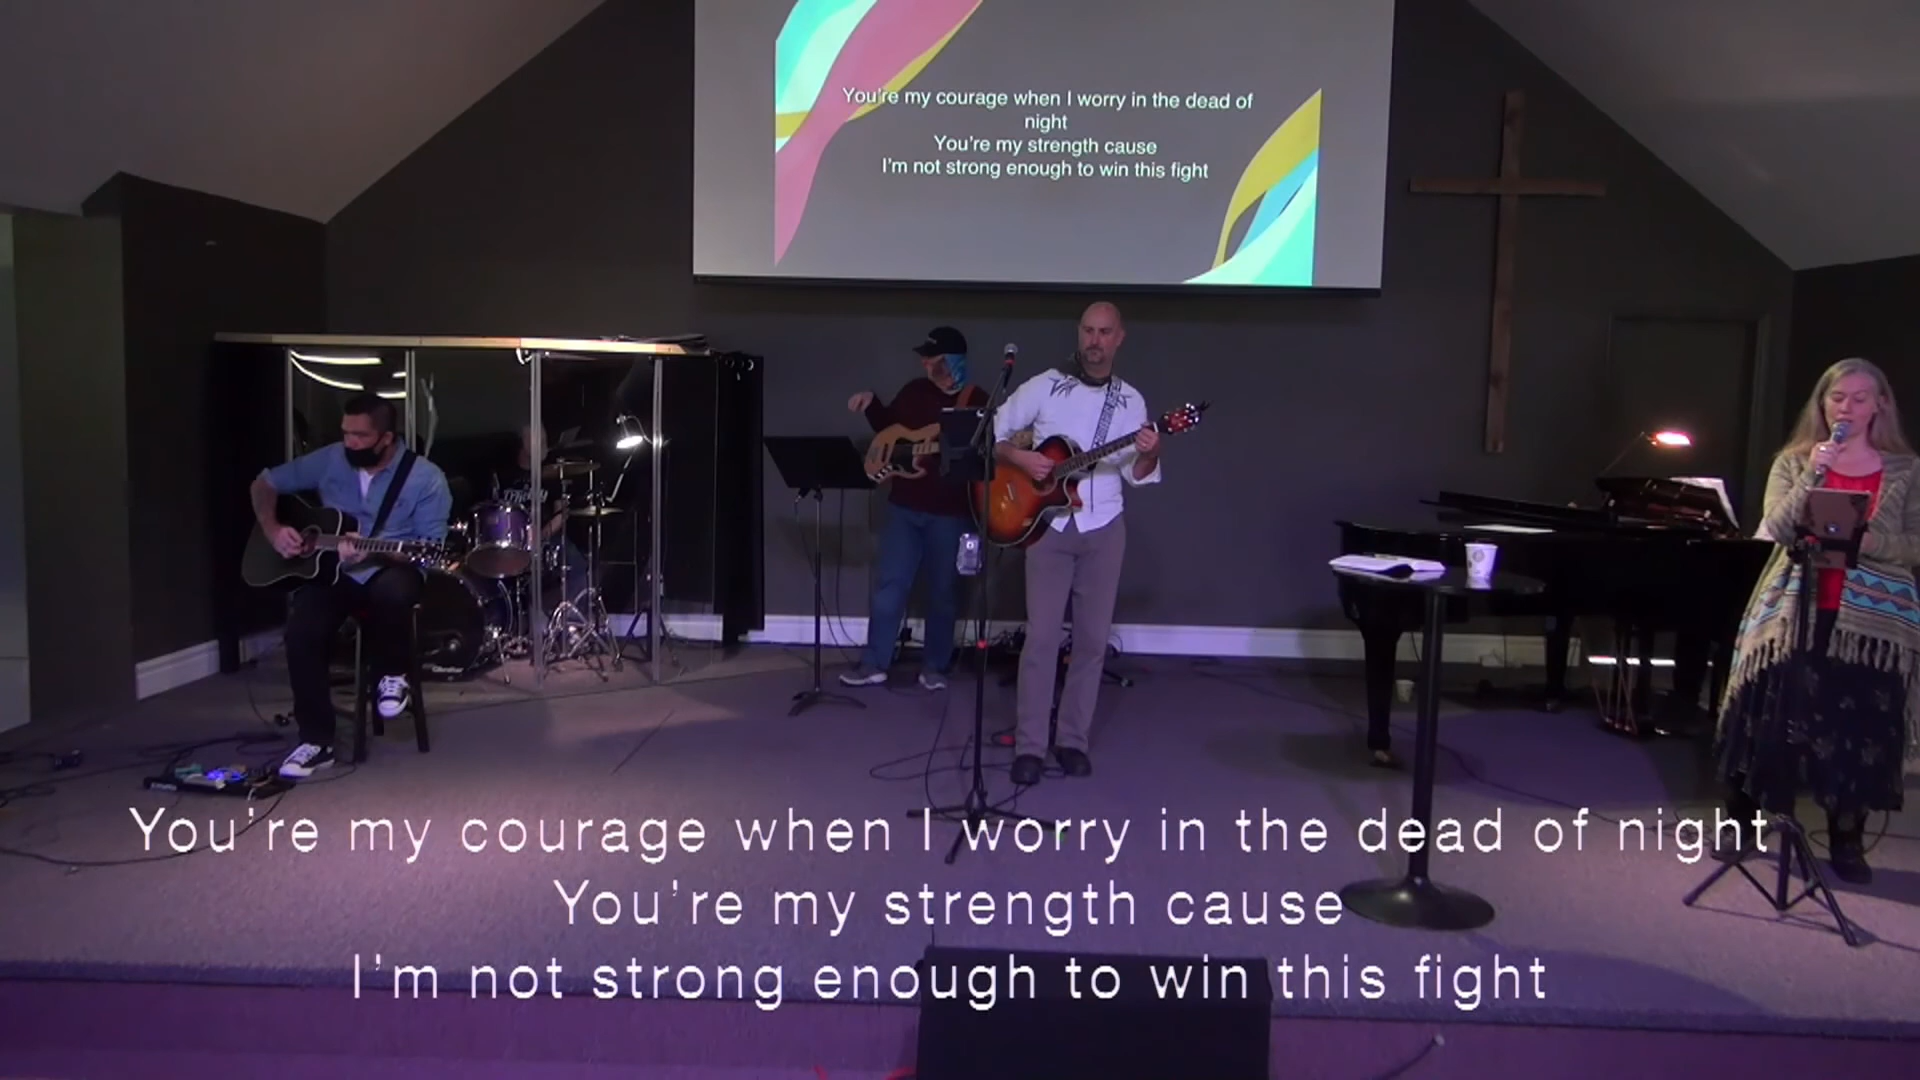 You're my courage when I worry in the dead of
night
You're my strength cause
I'm not strong enough to win this fight
You're my courage when I worry in the dead of night
You're my strength cause
I'm not strong enough to win this fight